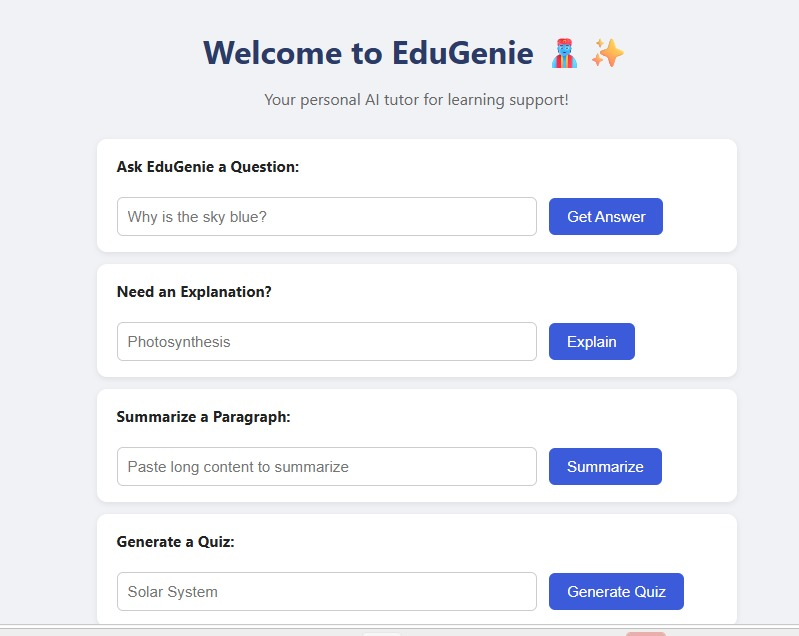 Welcome to EduGenie
Your personal AI tutor for learning support!
Ask EduGenie a Question:
Why is the sky blue?
Get Answer
Need an Explanation?
Photosynthesis
Explain
Summarize a Paragraph:
Paste long content to summarize
Summarize
Generate a Quiz:
Solar System
Generate Quiz